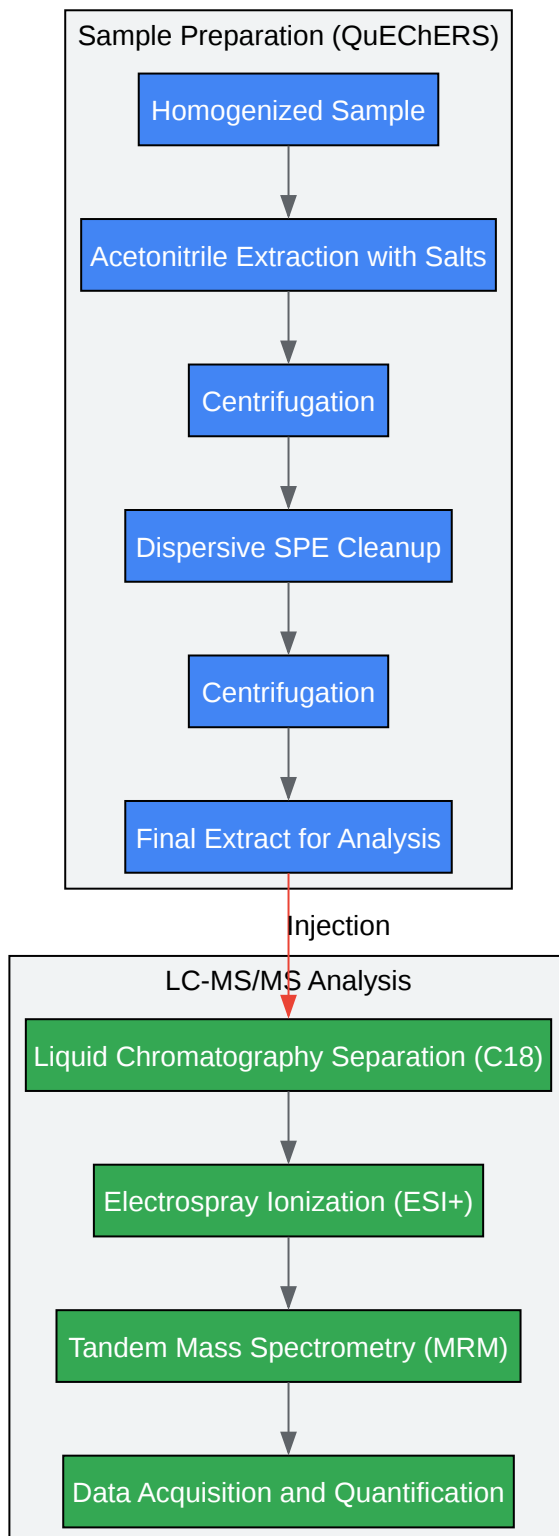 Sample Preparation (QuEChERS)
Homogenized Sample
Acetonitrile Extraction with Salts
Centrifugation
Dispersive SPE Cleanup
Centrifugation
Final Extract for Analysis
Injection
LC-MS/MS Analysis
Liquid Chromatography Separation (C18)
Electrospray Ionization (ESI+)
Tandem Mass Spectrometry (MRM)
Data Acquisition and Quantification